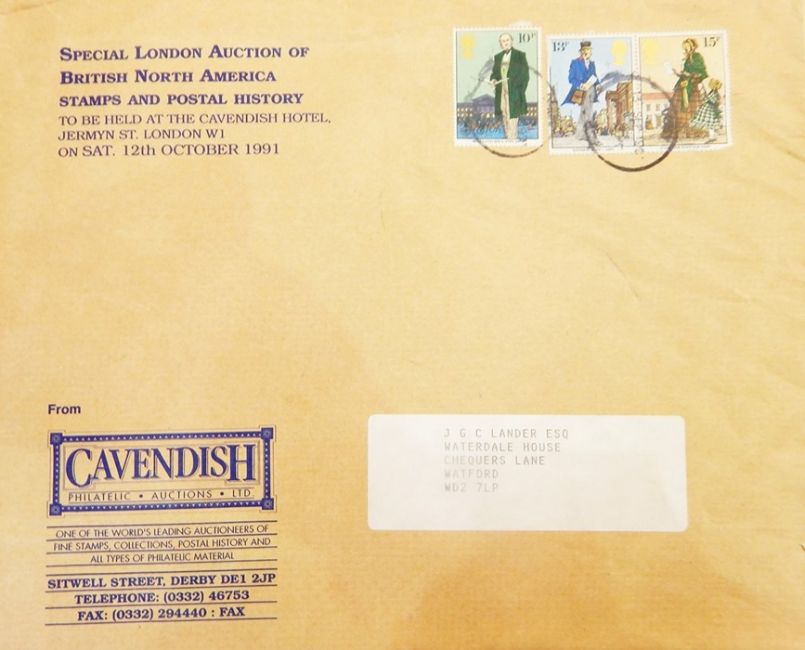 SPECIAL LONDON AUCTION OF
BRITISH NORTH AMERICA
STAMPS AND POSTAL HISTORY
TO BE HELD AT THE CAVENDISH HOTEL,
JERMYN ST. LONDON W1
ON SAT. 12th OCTOBER 1991
10P
13P
15P
From
CAVENDISH
PHILATELIC • AUCTIONS • LTD.
ONE OF THE WORLD'S LEADING AUCTIONEERS OF
FINE STAMPS, COLLECTIONS, POSTAL HISTORY AND
ALL TYPES OF PHILATELIC MATERIAL
SITWELL STREET, DERBY DE1 2JP
TELEPHONE: (0332) 46753
FAX: (0332) 294440 : FAX
J G C LANDER ESQ
WATERDALE HOUSE
CHEQUERS LANE
WATFORD
WD2 7LP